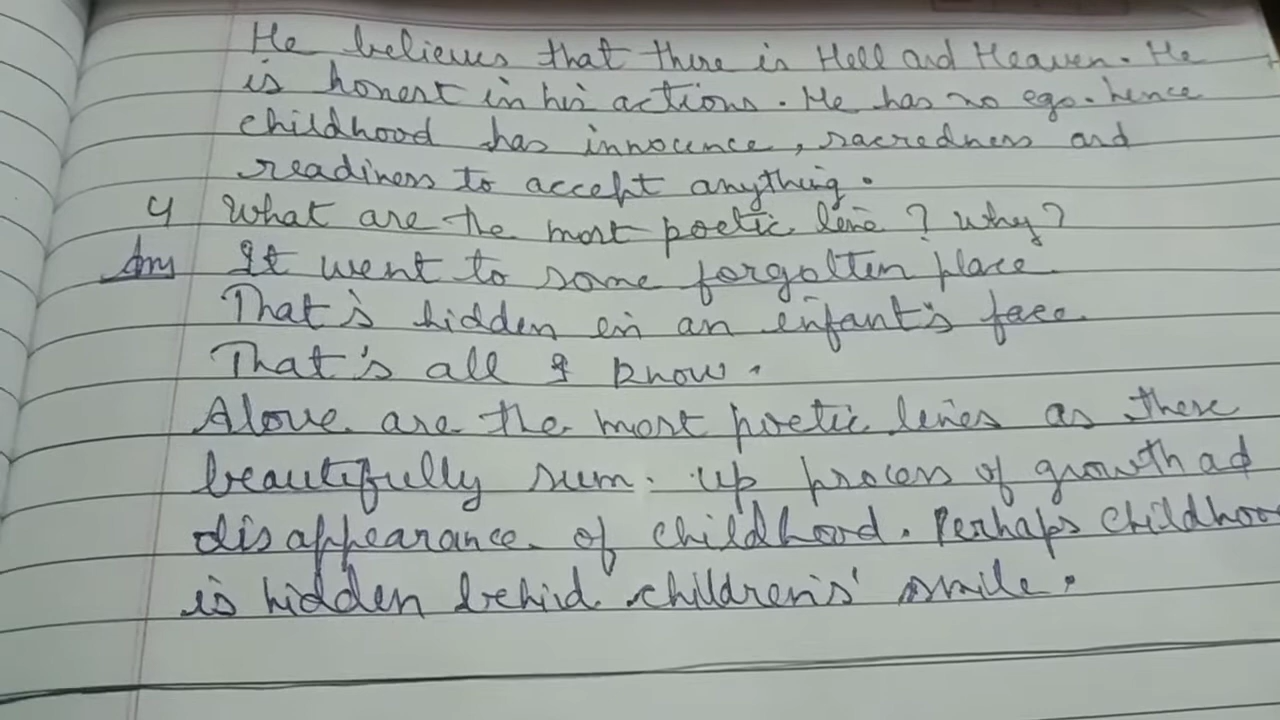 He believes that there is Hell and Heaven. He
is honest in his actions. He has no ego. hence
childhood has innocence, sacredness and
readiness to accept anything.
4 What are the most poetic line ? Why?
Ans It went to some forgotten place
That's hidden in an infant's face.
That's all I know.
Above are the most poetic lines as these
beautifully sum. up process of growth ad
disappearance of childhood. Perhaps childhoo
is hidden behind children's' smile.